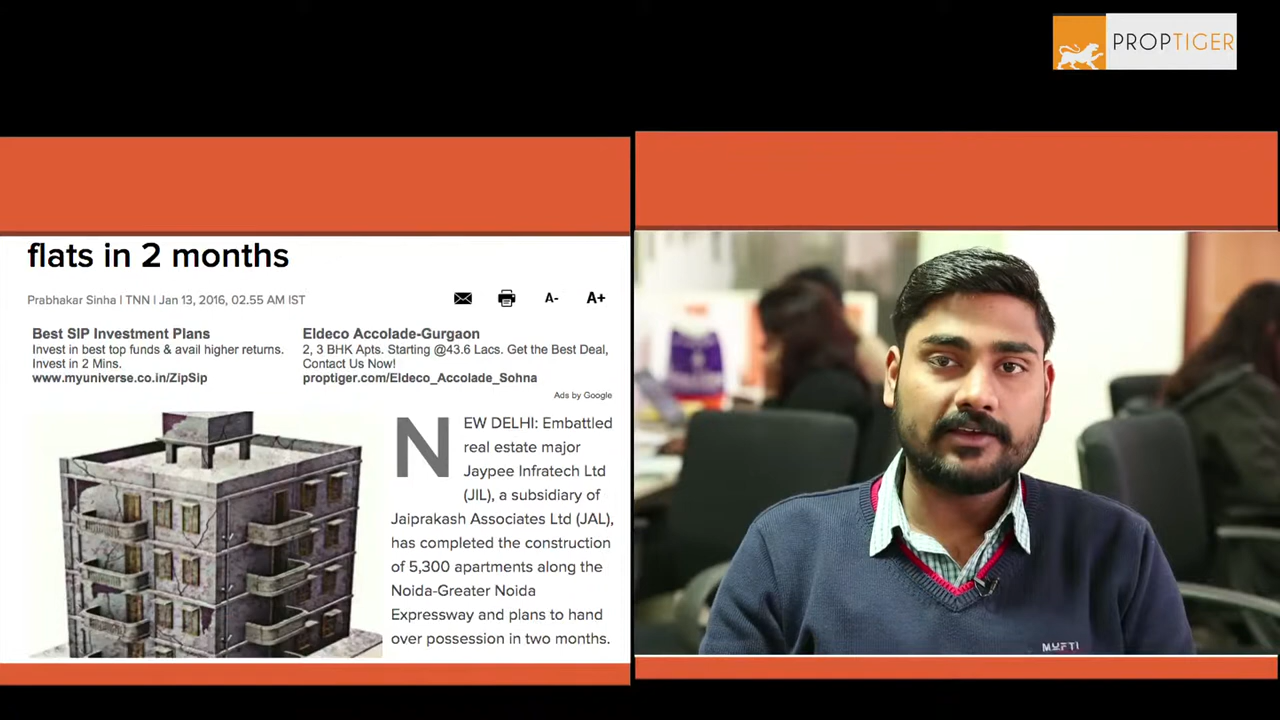 PROPTIGER
flats in 2 months
Prabhakar Sinha | TNN | Jan 13, 2016, 02.55 AM IST
A-
A+
Best SIP Investment Plans
Invest in best top funds & avail higher returns.
Invest in 2 Mins.
www.myuniverse.co.in/ZipSip
Eldeco Accolade-Gurgaon
2, 3 BHK Apts. Starting @43.6 Lacs. Get the Best Deal,
Contact Us Now!
proptiger.com/Eldeco_Accolade_Sohna
Ads by Google
NEW DELHI: Embattled
real estate major
Jaypee Infratech Ltd
(JIL), a subsidiary of
Jaiprakash Associates Ltd (JAL),
has completed the construction
of 5,300 apartments along the
Noida-Greater Noida
Expressway and plans to hand
over possession in two months.
MUFTI